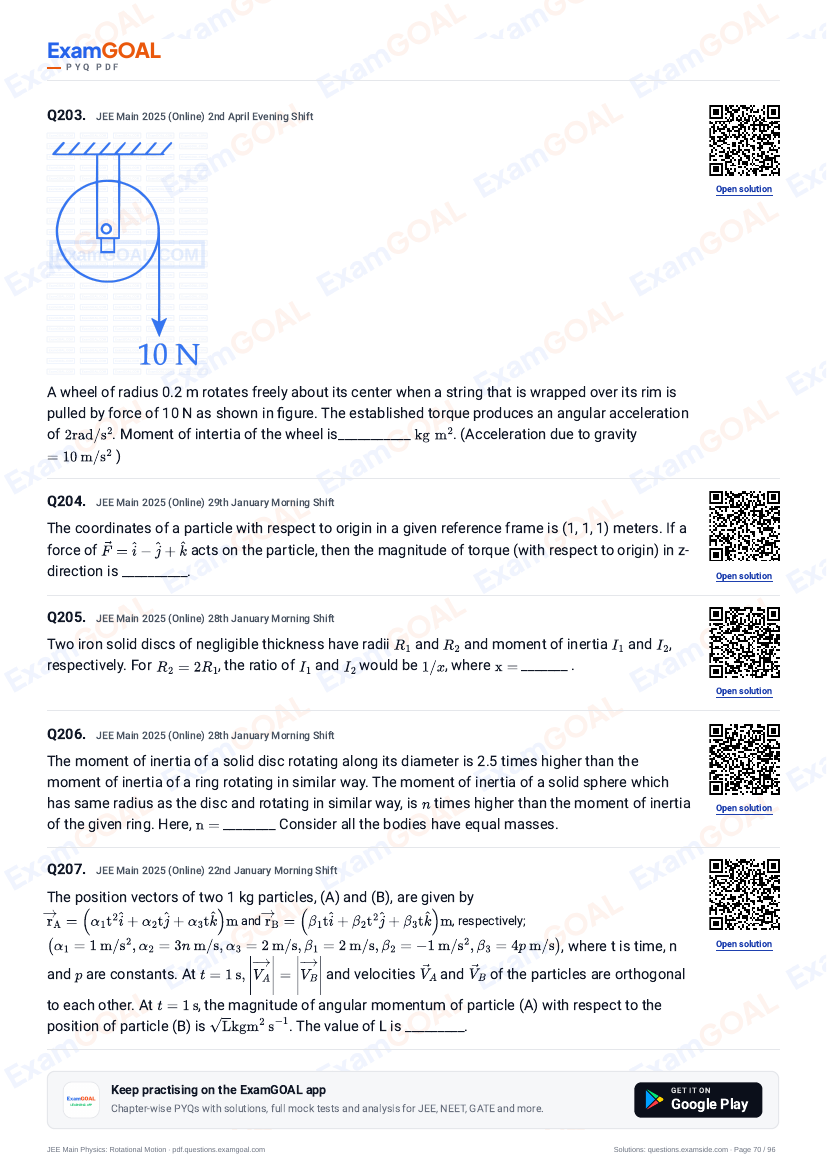 ExamGOAL
PYQ PDF
Q203. JEE Main 2025 (Online) 2nd April Evening Shift
Open solution
ExamGOAL.COM
10 N
A wheel of radius 0.2 m rotates freely about its center when a string that is wrapped over its rim is
pulled by force of 10 N as shown in figure. The established torque produces an angular acceleration
of 2rad/s². Moment of intertia of the wheel is___________ kg m². (Acceleration due to gravity
= 10 m/s² )
Q204. JEE Main 2025 (Online) 29th January Morning Shift
The coordinates of a particle with respect to origin in a given reference frame is (1, 1, 1) meters. If a
force of F⃗ = î − ĵ + k̂ acts on the particle, then the magnitude of torque (with respect to origin) in z-
direction is __________.
Open solution
Q205. JEE Main 2025 (Online) 28th January Morning Shift
Two iron solid discs of negligible thickness have radii R₁ and R₂ and moment of inertia I₁ and I₂,
respectively. For R₂ = 2R₁, the ratio of I₁ and I₂ would be 1/x, where x = _______ .
Open solution
Q206. JEE Main 2025 (Online) 28th January Morning Shift
The moment of inertia of a solid disc rotating along its diameter is 2.5 times higher than the
moment of inertia of a ring rotating in similar way. The moment of inertia of a solid sphere which
has same radius as the disc and rotating in similar way, is n times higher than the moment of inertia
of the given ring. Here, n = ________ Consider all the bodies have equal masses.
Open solution
Q207. JEE Main 2025 (Online) 22nd January Morning Shift
The position vectors of two 1 kg particles, (A) and (B), are given by
r⃗_A = (α₁t²î + α₂tĵ + α₃tk̂)m and r⃗_B = (β₁tî + β₂t²ĵ + β₃tk̂)m, respectively;
(α₁ = 1 m/s², α₂ = 3n m/s, α₃ = 2 m/s, β₁ = 2 m/s, β₂ = −1 m/s², β₃ = 4p m/s), where t is time, n
and p are constants. At t = 1 s, |V⃗_A| = |V⃗_B| and velocities V⃗_A and V⃗_B of the particles are orthogonal
to each other. At t = 1 s, the magnitude of angular momentum of particle (A) with respect to the
position of particle (B) is √L kgm² s⁻¹. The value of L is _________.
Open solution
ExamGOAL
Keep practising on the ExamGOAL app
Chapter-wise PYQs with solutions, full mock tests and analysis for JEE, NEET, GATE and more.
GET IT ON
Google Play
JEE Main Physics: Rotational Motion · pdf.questions.examgoal.com
Solutions: questions.examside.com · Page 70 / 96